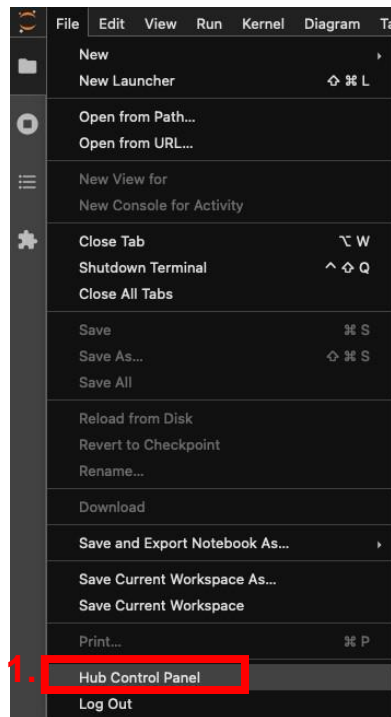 File Edit View Run Kernel Diagram
New
New Launcher ⇧ ⌘ L
Open from Path...
Open from URL...
New View for
New Console for Activity
Close Tab ⌥ W
Shutdown Terminal ^ ⇧ Q
Close All Tabs
Save ⌘ S
Save As... ⇧ ⌘ S
Save All
Reload from Disk
Revert to Checkpoint
Rename...
Download
Save and Export Notebook As...
Save Current Workspace As...
Save Current Workspace
Print... ⌘ P
1. Hub Control Panel
Log Out